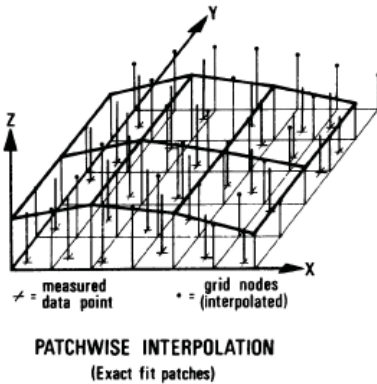 Y
Z
X
≁ = measured data point
• = grid nodes (interpolated)
PATCHWISE INTERPOLATION
(Exact fit patches)